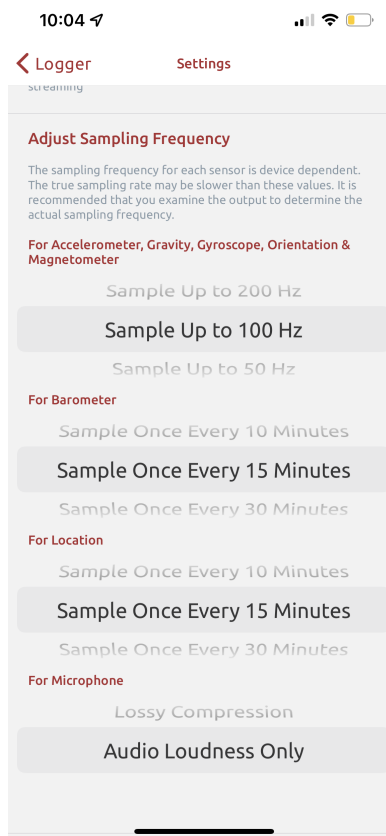 10:04
Logger
Settings
streaming
Adjust Sampling Frequency
The sampling frequency for each sensor is device dependent.
The true sampling rate may be slower than these values. It is
recommended that you examine the output to determine the
actual sampling frequency.
For Accelerometer, Gravity, Gyroscope, Orientation &
Magnetometer
Sample Up to 200 Hz
Sample Up to 100 Hz
Sample Up to 50 Hz
For Barometer
Sample Once Every 10 Minutes
Sample Once Every 15 Minutes
Sample Once Every 30 Minutes
For Location
Sample Once Every 10 Minutes
Sample Once Every 15 Minutes
Sample Once Every 30 Minutes
For Microphone
Lossy Compression
Audio Loudness Only